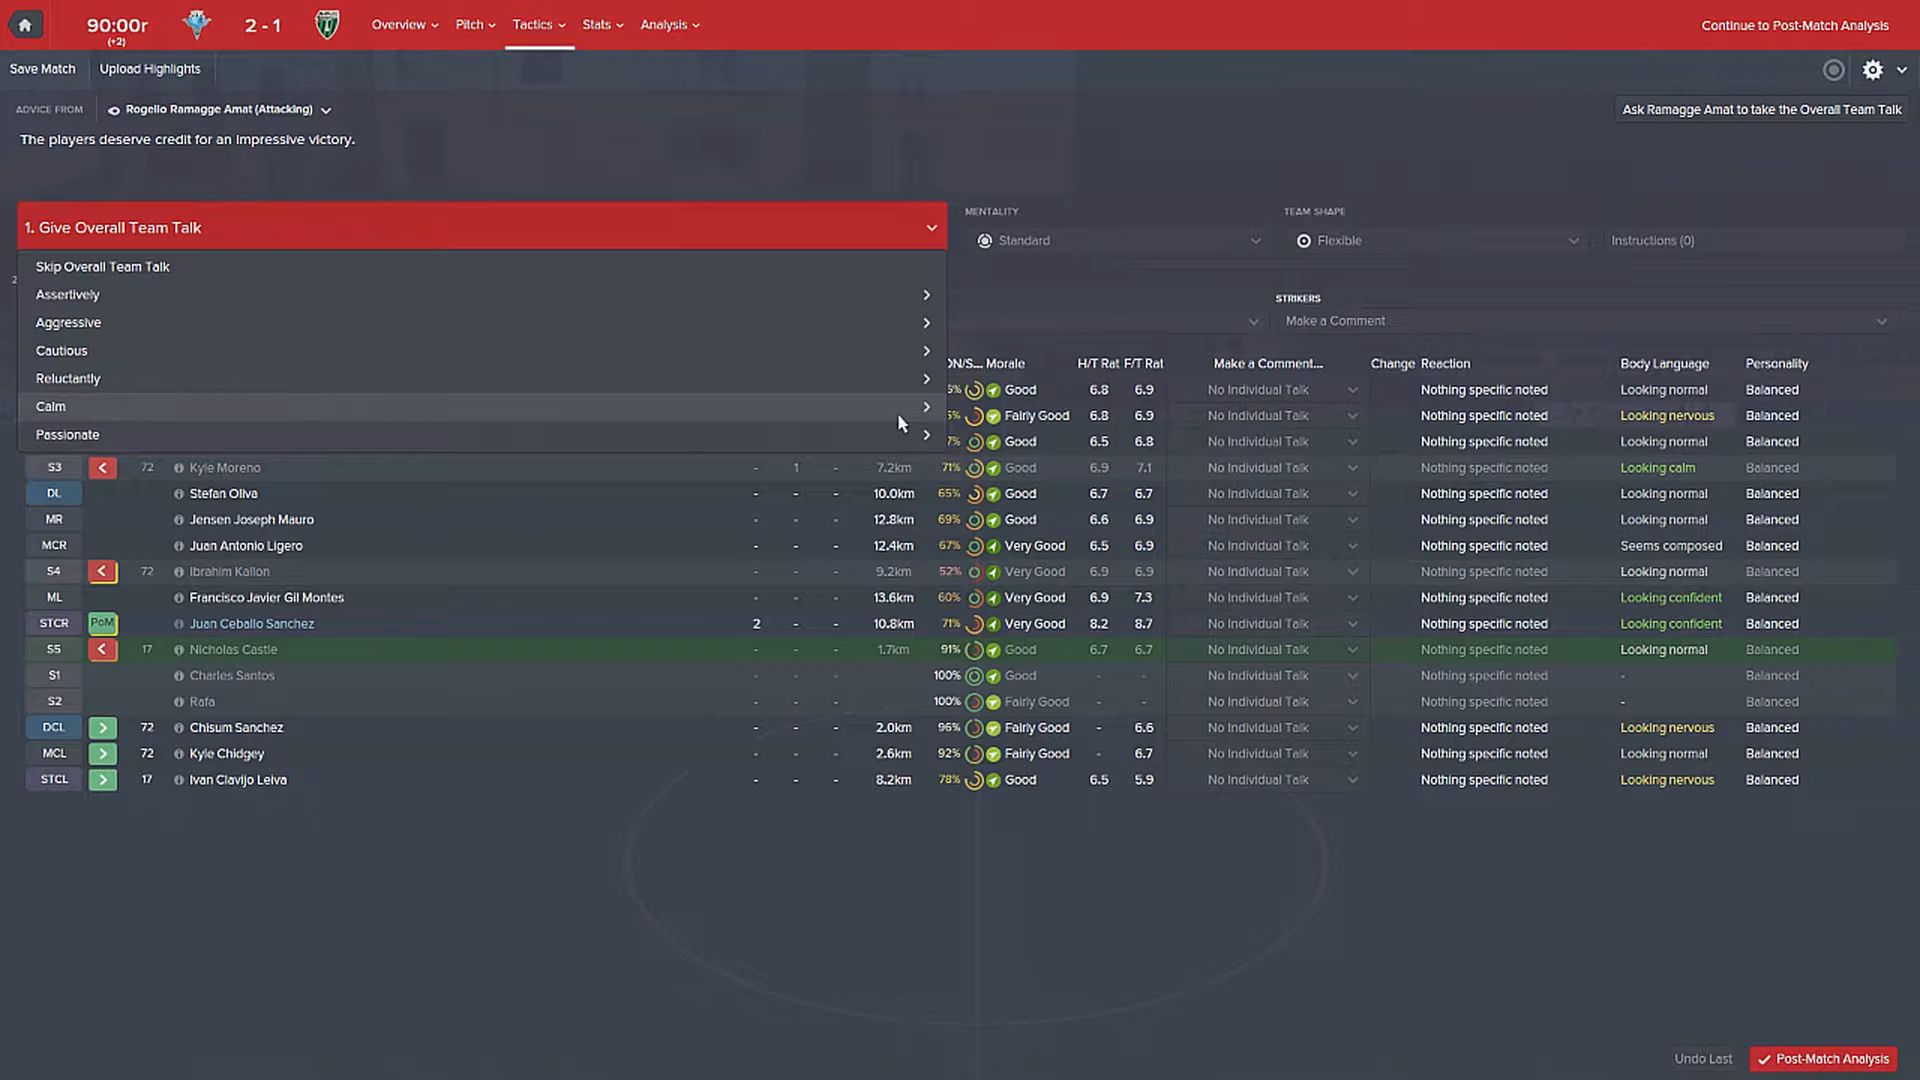 90:00r 2 - 1 Overview Pitch Tactics Stats Analysis Continue to Post-Match Analysis
(+2)
Save Match Upload Highlights
ADVICE FROM Rogelio Ramagge Amat (Attacking) Ask Ramagge Amat to take the Overall Team Talk
The players deserve credit for an impressive victory.
MENTALITY TEAM SHAPE
1. Give Overall Team Talk Standard Flexible Instructions (0)
Skip Overall Team Talk
Assertively
STRIKERS
Aggressive Make a Comment
Cautious
ON/S... Morale H/T Rat F/T Rat Make a Comment... Change Reaction Body Language Personality
Reluctantly
Good 6.8 6.9 No Individual Talk Nothing specific noted Looking normal Balanced
Calm
Fairly Good 6.8 6.9 No Individual Talk Nothing specific noted Looking nervous Balanced
Passionate
7% Good 6.5 6.8 No Individual Talk Nothing specific noted Looking normal Balanced
S3 72 Kyle Moreno - 1 - 7.2km 71% Good 6.9 7.1 No Individual Talk Nothing specific noted Looking calm Balanced
DL Stefan Oliva - - - 10.0km 65% Good 6.7 6.7 No Individual Talk Nothing specific noted Looking normal Balanced
MR Jensen Joseph Mauro - - - 12.8km 69% Good 6.6 6.9 No Individual Talk Nothing specific noted Looking normal Balanced
MCR Juan Antonio Ligero - - - 12.4km 67% Very Good 6.5 6.9 No Individual Talk Nothing specific noted Seems composed Balanced
S4 72 Ibrahim Kallon - - - 9.2km 52% Very Good 6.9 6.9 No Individual Talk Nothing specific noted Looking normal Balanced
ML Francisco Javier Gil Montes - - - 13.6km 60% Very Good 6.9 7.3 No Individual Talk Nothing specific noted Looking confident Balanced
STCR PoM Juan Ceballo Sanchez 2 - - 10.8km 71% Very Good 8.2 8.7 No Individual Talk Nothing specific noted Looking confident Balanced
S5 17 Nicholas Castle - - - 1.7km 91% Good 6.7 6.7 No Individual Talk Nothing specific noted Looking normal Balanced
S1 Charles Santos 100% Good - - No Individual Talk Nothing specific noted - Balanced
S2 Rafa 100% Fairly Good - - No Individual Talk Nothing specific noted - Balanced
DCL 72 Chisum Sanchez - - - 2.0km 96% Fairly Good - 6.6 No Individual Talk Nothing specific noted Looking nervous Balanced
MCL 72 Kyle Chidgey - - - 2.6km 92% Fairly Good - 6.7 No Individual Talk Nothing specific noted Looking normal Balanced
STCL 17 Ivan Clavijo Leiva - - - 8.2km 78% Good 6.5 5.9 No Individual Talk Nothing specific noted Looking nervous Balanced
Undo Last Post-Match Analysis